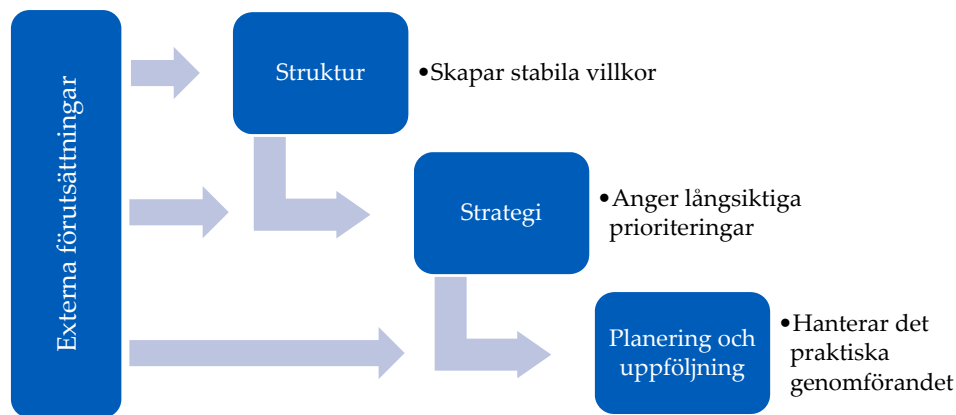 Externa förutsättningar
Struktur
•Skapar stabila villkor
Strategi
•Anger långsiktiga
prioriteringar
Planering och
uppföljning
•Hanterar det
praktiska
genomförandet